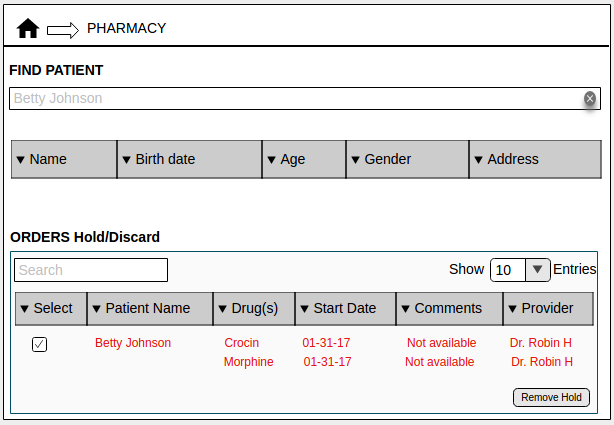 PHARMACY
FIND PATIENT
Betty Johnson
Name Birth date Age Gender Address
ORDERS Hold/Discard
Search Show 10 Entries
Select Patient Name Drug(s) Start Date Comments Provider
Betty Johnson Crocin 01-31-17 Not available Dr. Robin H
Morphine 01-31-17 Not available Dr. Robin H
Remove Hold